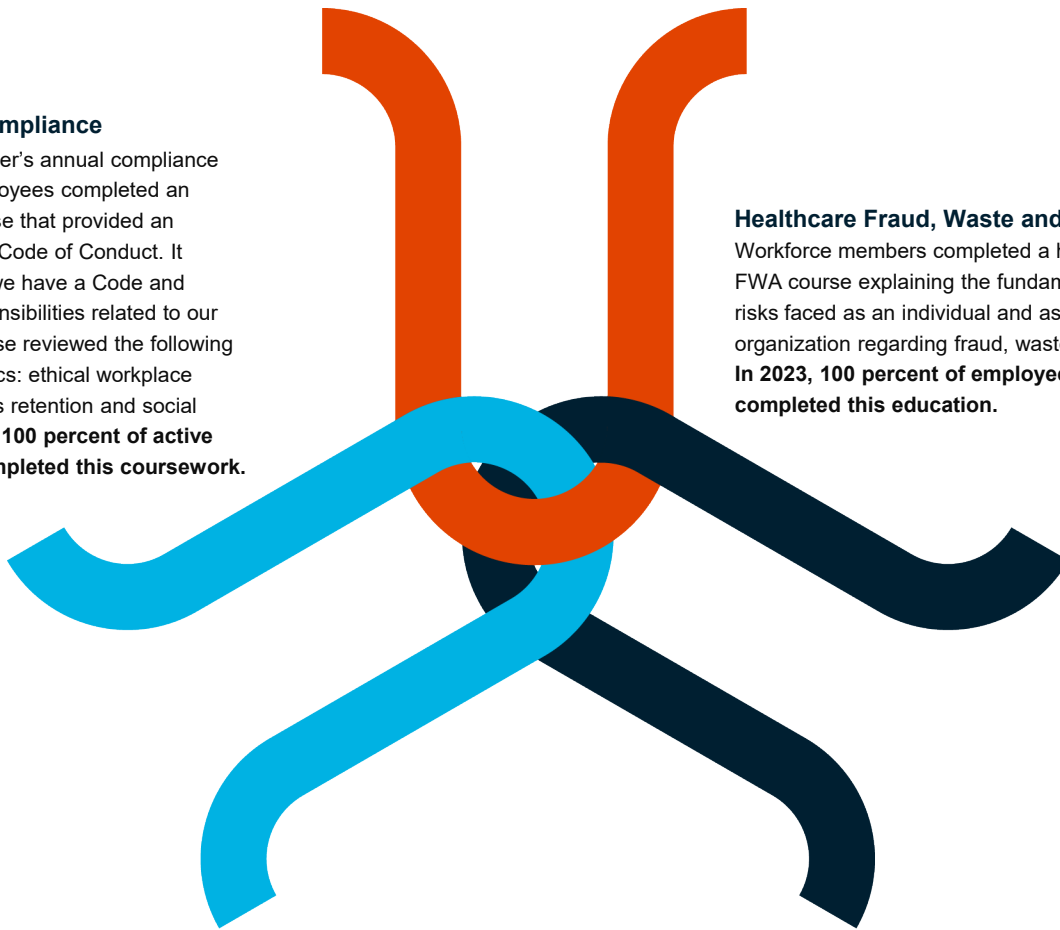 mpliance
er's annual compliance
oyees completed an
se that provided an
Code of Conduct. It
we have a Code and
nsibilities related to our
se reviewed the following
cs: ethical workplace
s retention and social
100 percent of active
mpleted this coursework.
Healthcare Fraud, Waste and
Workforce members completed a h
FWA course explaining the fundam
risks faced as an individual and as
organization regarding fraud, waste
In 2023, 100 percent of employee
completed this education.